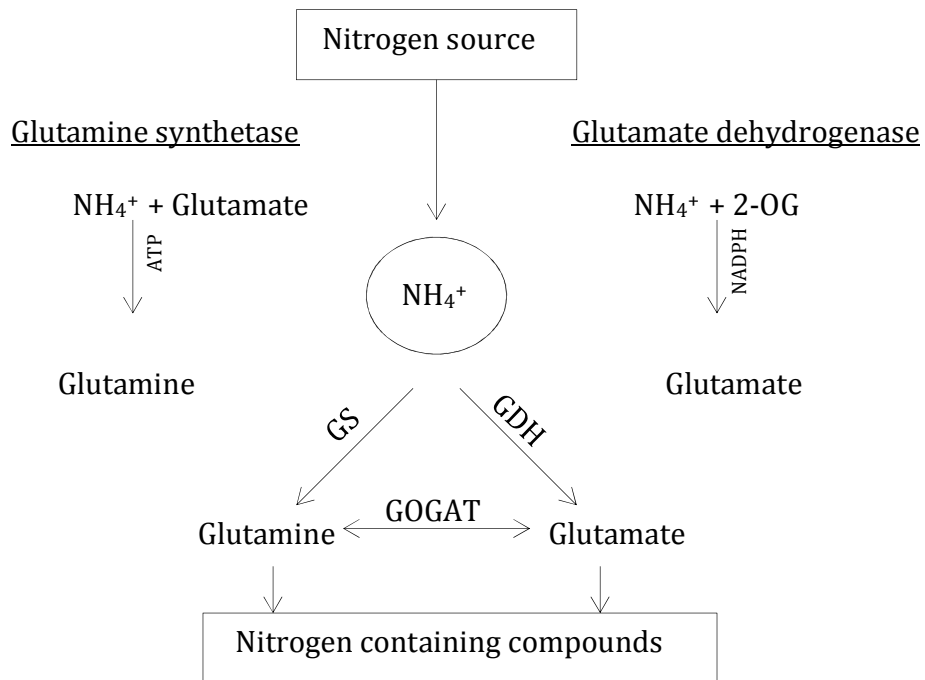 Nitrogen source
Glutamine synthetase
Glutamate dehydrogenase
NH₄⁺ + Glutamate
NH₄⁺ + 2-OG
ATP
NADPH
NH₄⁺
Glutamine
Glutamate
GS
GDH
GOGAT
Glutamine
Glutamate
Nitrogen containing compounds